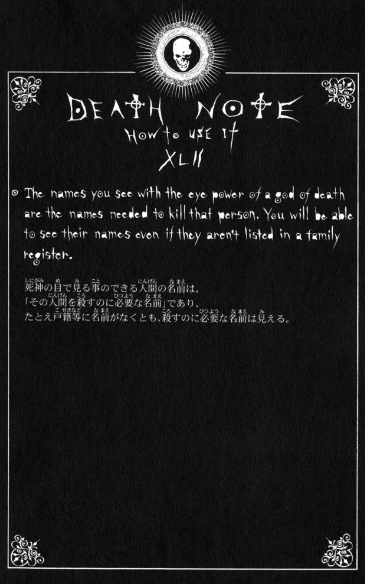 DEATH NOTE
How to use it
XLII
The names you see with the eye power of a god of death
are the names needed to kill that person. You will be able
to see their names even if they aren't listed in a family
register.
死神の目で見る事のできる人間の名前は、
「その人間を殺すのに必要な名前」であり、
たとえ戸籍等に名前がなくとも、殺すのに必要な名前は見える。